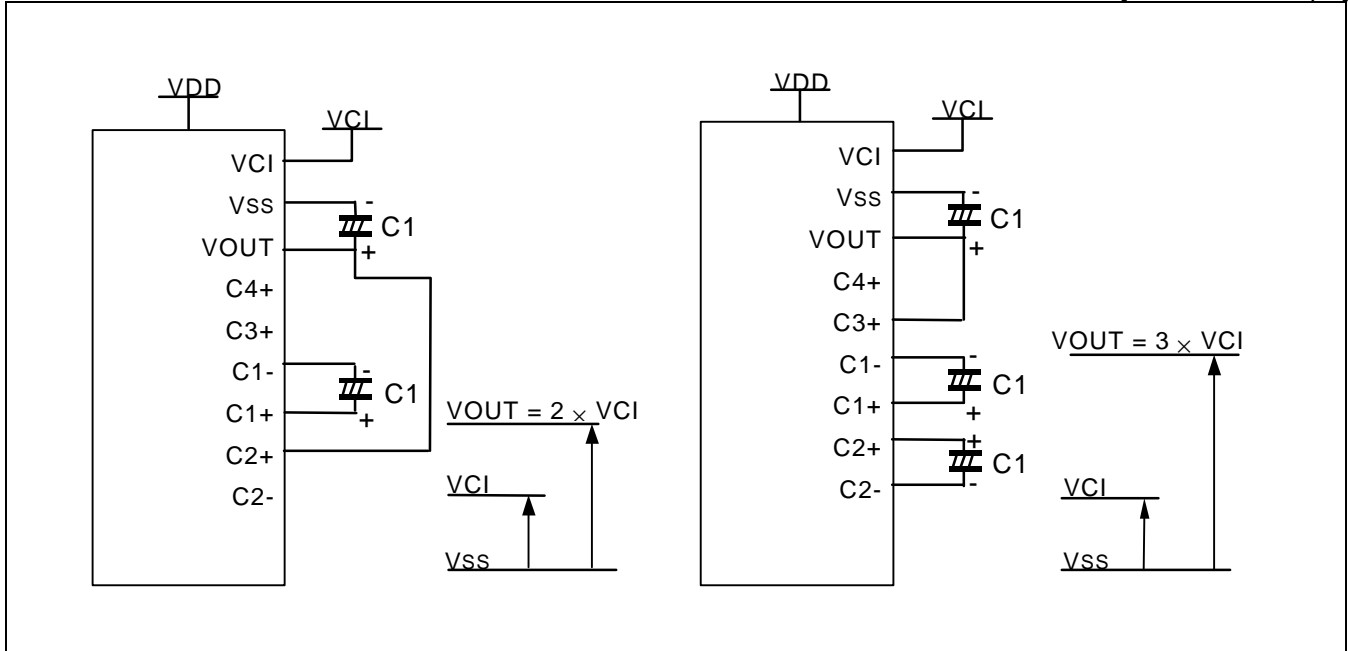 VDD
VCI
VCI
Vss
-
C1
VOUT
+
C4+
C3+
C1-
-
C1
C1+
+
C2+
C2-
VOUT = 2 × VCI
VCI
Vss
VDD
VCI
VCI
Vss
-
C1
VOUT
+
C4+
C3+
C1-
-
C1
C1+
+
C2+
+
C1
C2-
-
VOUT = 3 × VCI
VCI
Vss